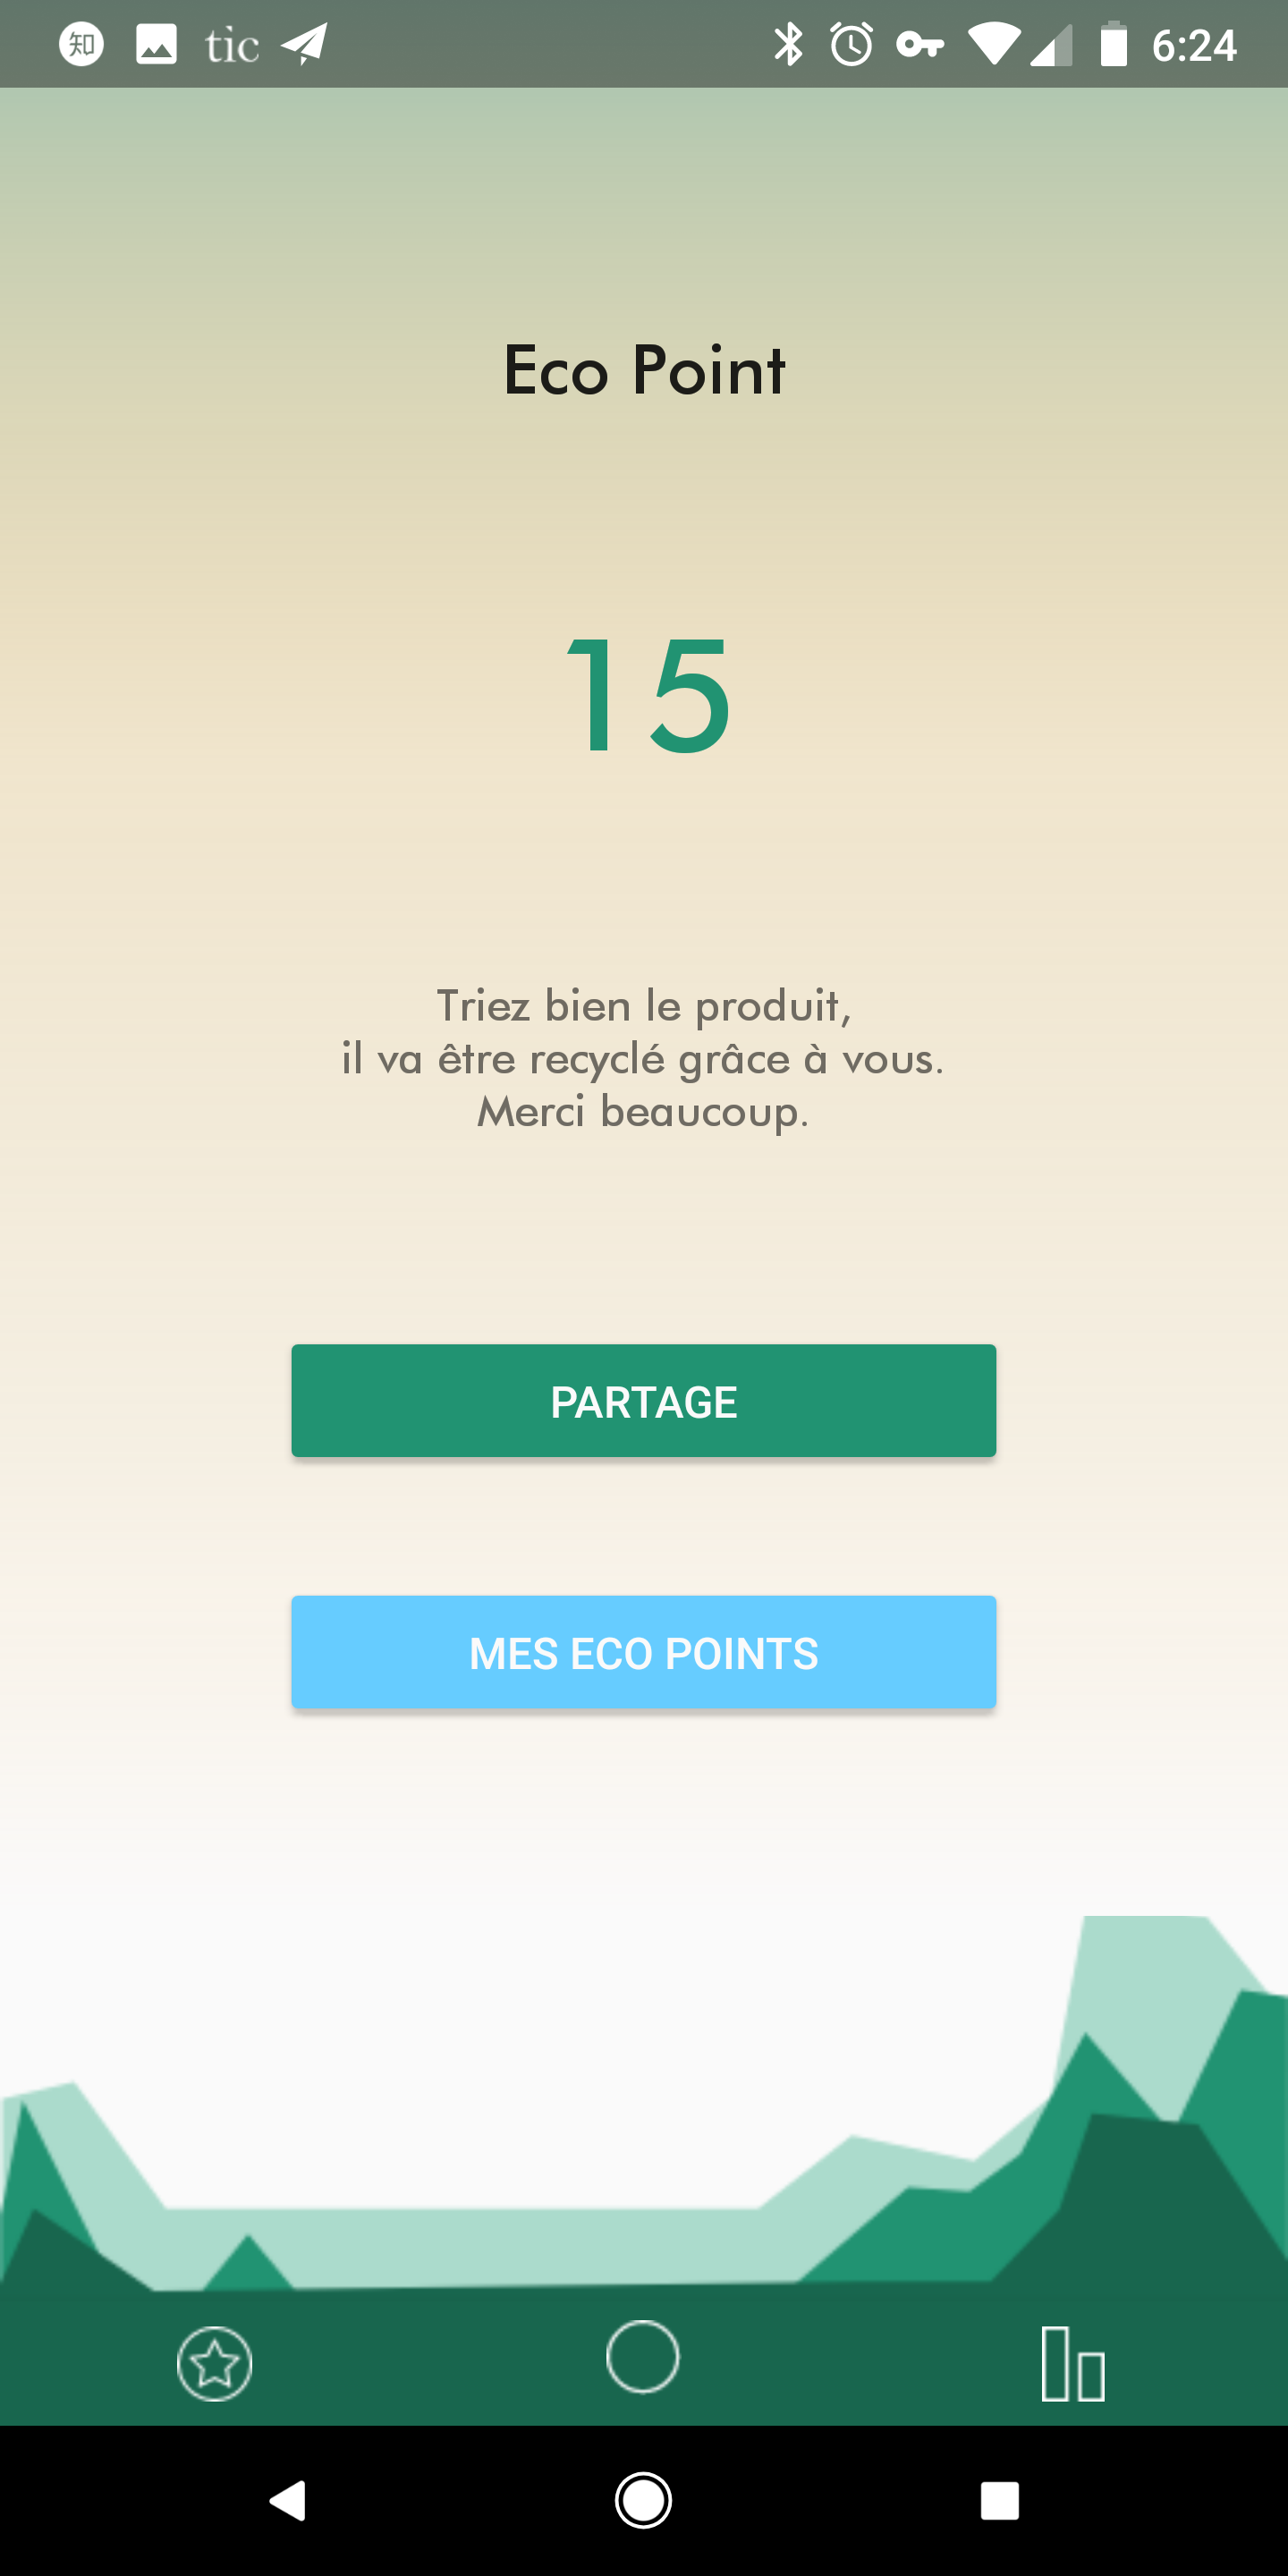 知 tic 6:24
Eco Point
15
Triez bien le produit,
il va être recyclé grâce à vous.
Merci beaucoup.
PARTAGE
MES ECO POINTS